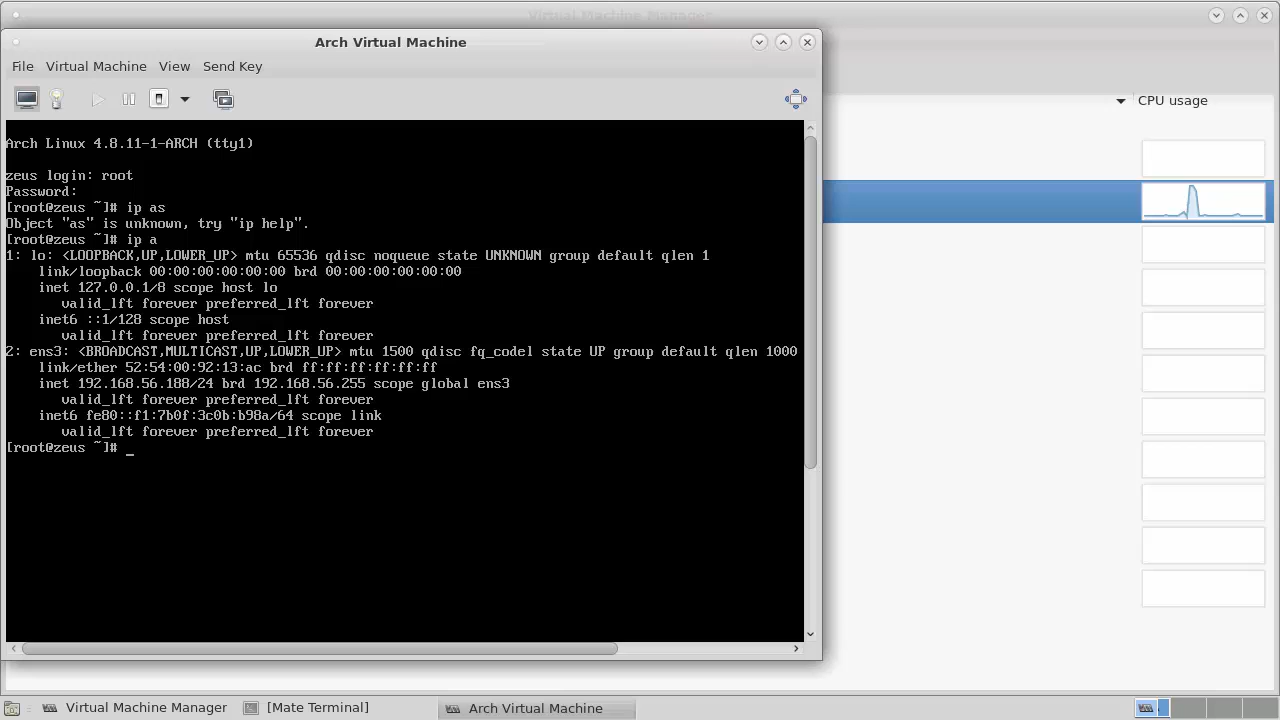 Virtual Machine Manager
Arch Virtual Machine
File Virtual Machine View Send Key
CPU usage
Arch Linux 4.8.11-1-ARCH (tty1)
zeus login: root
Password:
[root@zeus ~]# ip as
Object "as" is unknown, try "ip help".
[root@zeus ~]# ip a
1: lo: <LOOPBACK,UP,LOWER_UP> mtu 65536 qdisc noqueue state UNKNOWN group default qlen 1
link/loopback 00:00:00:00:00:00 brd 00:00:00:00:00:00
inet 127.0.0.1/8 scope host lo
valid_lft forever preferred_lft forever
inet6 ::1/128 scope host
valid_lft forever preferred_lft forever
2: ens3: <BROADCAST,MULTICAST,UP,LOWER_UP> mtu 1500 qdisc fq_codel state UP group default qlen 1000
link/ether 52:54:00:92:13:ac brd ff:ff:ff:ff:ff:ff
inet 192.168.56.188/24 brd 192.168.56.255 scope global ens3
valid_lft forever preferred_lft forever
inet6 fe80::f1:7b0f:3c0b:b98a/64 scope link
valid_lft forever preferred_lft forever
[root@zeus ~]# _
Virtual Machine Manager [Mate Terminal] Arch Virtual Machine